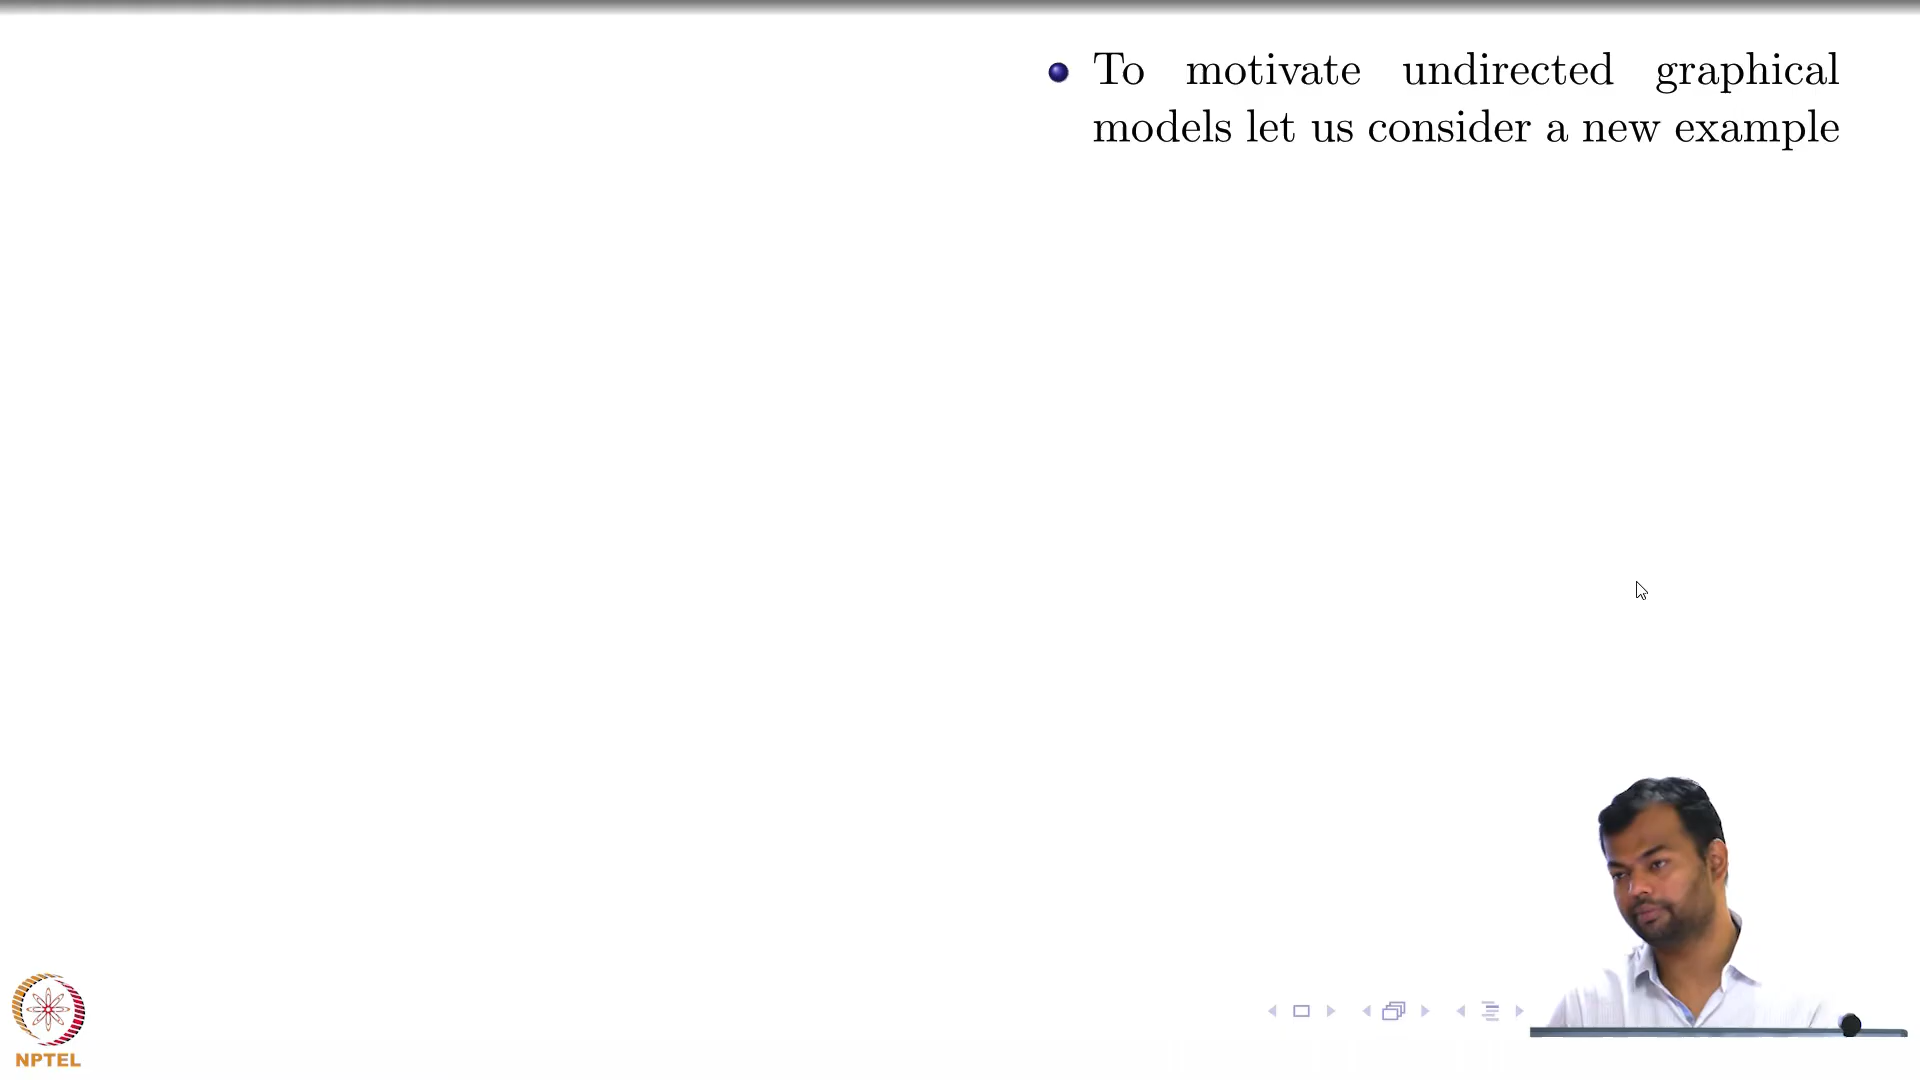 To motivate undirected graphical
models let us consider a new example
NPTEL